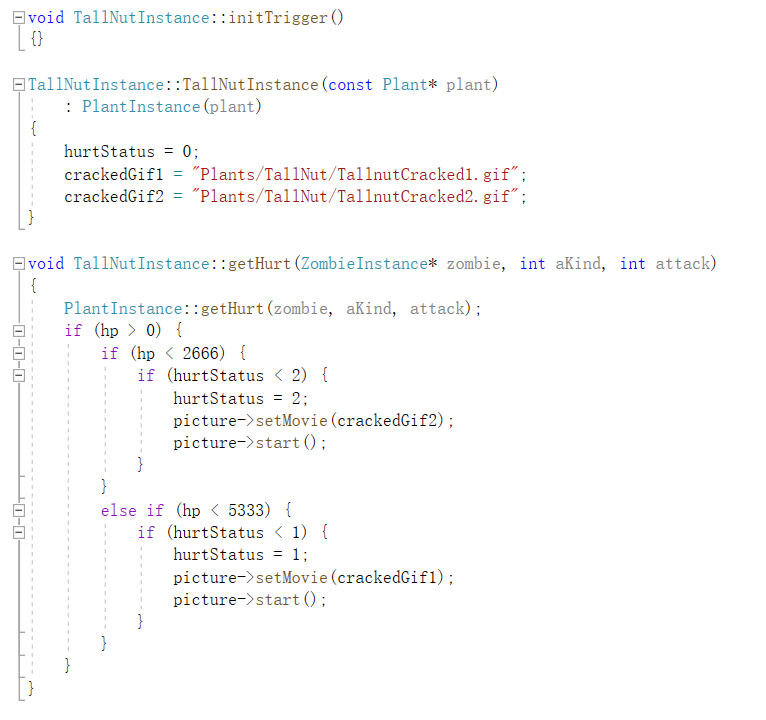 void TallNutInstance::initTrigger()
{}
TallNutInstance::TallNutInstance(const Plant* plant)
: PlantInstance(plant)
{
hurtStatus = 0;
crackedGif1 = "Plants/TallNut/TallnutCracked1.gif";
crackedGif2 = "Plants/TallNut/TallnutCracked2.gif";
}
void TallNutInstance::getHurt(ZombieInstance* zombie, int aKind, int attack)
{
PlantInstance::getHurt(zombie, aKind, attack);
if (hp > 0) {
if (hp < 2666) {
if (hurtStatus < 2) {
hurtStatus = 2;
picture->setMovie(crackedGif2);
picture->start();
}
}
else if (hp < 5333) {
if (hurtStatus < 1) {
hurtStatus = 1;
picture->setMovie(crackedGif1);
picture->start();
}
}
}
}